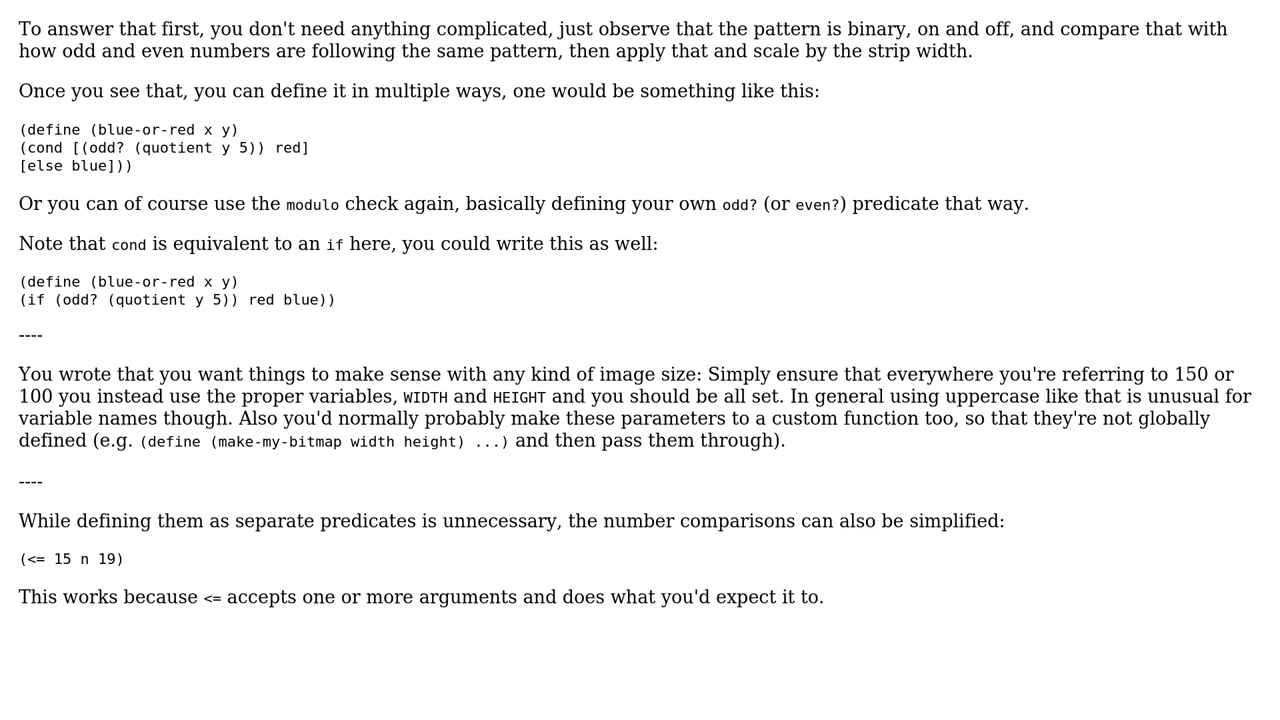 To answer that first, you don't need anything complicated, just observe that the pattern is binary, on and off, and compare that with
how odd and even numbers are following the same pattern, then apply that and scale by the strip width.
Once you see that, you can define it in multiple ways, one would be something like this:
(define (blue-or-red x y)
(cond [(odd? (quotient y 5)) red]
[else blue]))
Or you can of course use the modulo check again, basically defining your own odd? (or even?) predicate that way.
Note that cond is equivalent to an if here, you could write this as well:
(define (blue-or-red x y)
(if (odd? (quotient y 5)) red blue))
----
You wrote that you want things to make sense with any kind of image size: Simply ensure that everywhere you're referring to 150 or
100 you instead use the proper variables, WIDTH and HEIGHT and you should be all set. In general using uppercase like that is unusual for
variable names though. Also you'd normally probably make these parameters to a custom function too, so that they're not globally
defined (e.g. (define (make-my-bitmap width height) ...) and then pass them through).
----
While defining them as separate predicates is unnecessary, the number comparisons can also be simplified:
(<= 15 n 19)
This works because <= accepts one or more arguments and does what you'd expect it to.